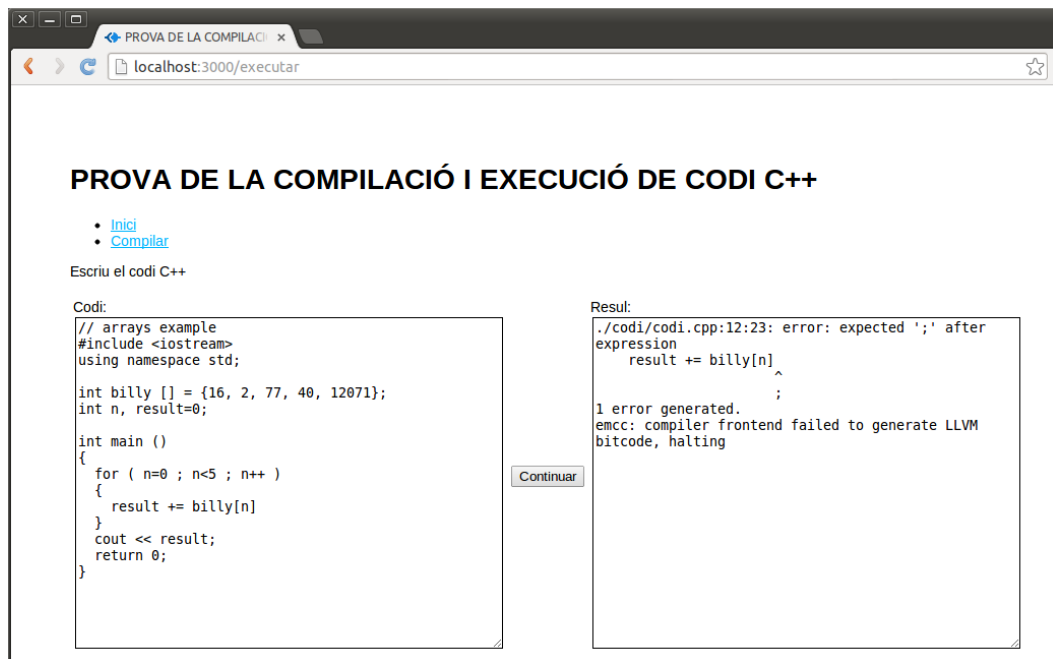 PROVA DE LA COMPILACI
localhost:3000/executar
PROVA DE LA COMPILACIÓ I EXECUCIÓ DE CODI C++
Inici
Compilar
Escriu el codi C++
Codi:
// arrays example
#include <iostream>
using namespace std;
int billy [] = {16, 2, 77, 40, 12071};
int n, result=0;
int main ()
{
  for ( n=0 ; n<5 ; n++ )
  {
    result += billy[n]
  }
  cout << result;
  return 0;
}
Continuar
Resul:
./codi/codi.cpp:12:23: error: expected ';' after
expression
    result += billy[n]
                      ^
                      ;
1 error generated.
emcc: compiler frontend failed to generate LLVM
bitcode, halting